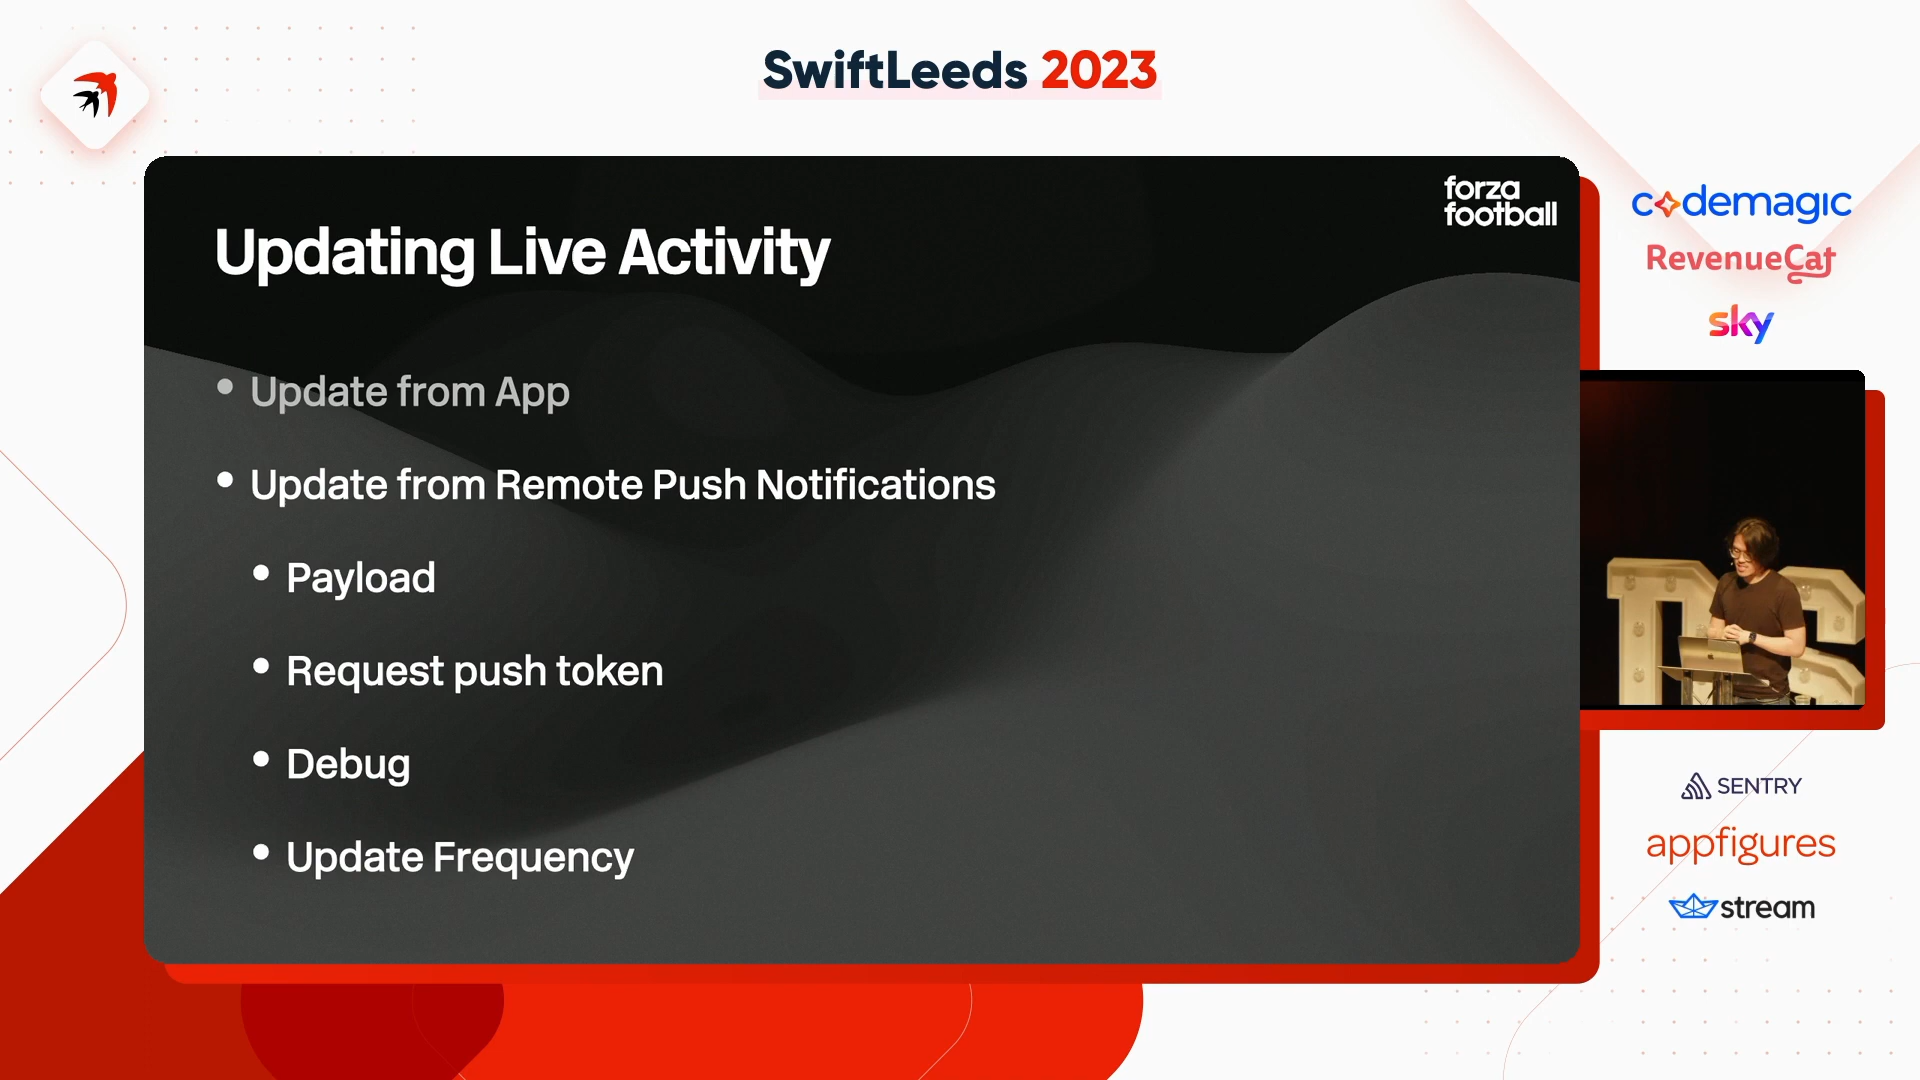 SwiftLeeds 2023
forza
football
Updating Live Activity
• Update from App
• Update from Remote Push Notifications
• Payload
• Request push token
• Debug
• Update Frequency
codemagic
RevenueCat
sky
SENTRY
appfigures
stream